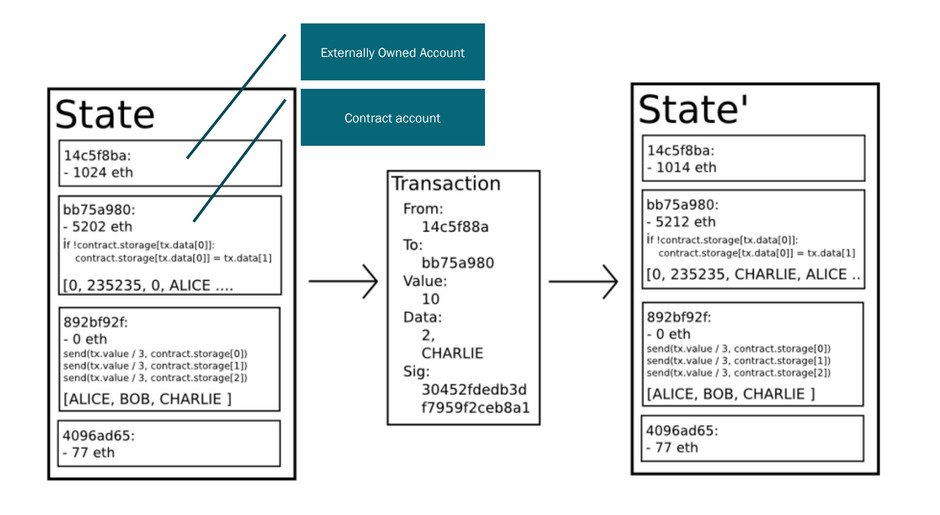 Externally Owned Account
Contract account
State
14c5f8ba:
- 1024 eth
bb75a980:
- 5202 eth
if !contract.storage[tx.data[0]]:
contract.storage[tx.data[0]] = tx.data[1]
[0, 235235, 0, ALICE ....
892bf92f:
- 0 eth
send(tx.value / 3, contract.storage[0])
send(tx.value / 3, contract.storage[1])
send(tx.value / 3, contract.storage[2])
[ALICE, BOB, CHARLIE ]
4096ad65:
- 77 eth
Transaction
From:
14c5f88a
To:
bb75a980
Value:
10
Data:
2,
CHARLIE
Sig:
30452fdedb3d
f7959f2ceb8a1
State'
14c5f8ba:
- 1014 eth
bb75a980:
- 5212 eth
if !contract.storage[tx.data[0]]:
contract.storage[tx.data[0]] = tx.data[1]
[0, 235235, CHARLIE, ALICE ..
892bf92f:
- 0 eth
send(tx.value / 3, contract.storage[0])
send(tx.value / 3, contract.storage[1])
send(tx.value / 3, contract.storage[2])
[ALICE, BOB, CHARLIE ]
4096ad65:
- 77 eth